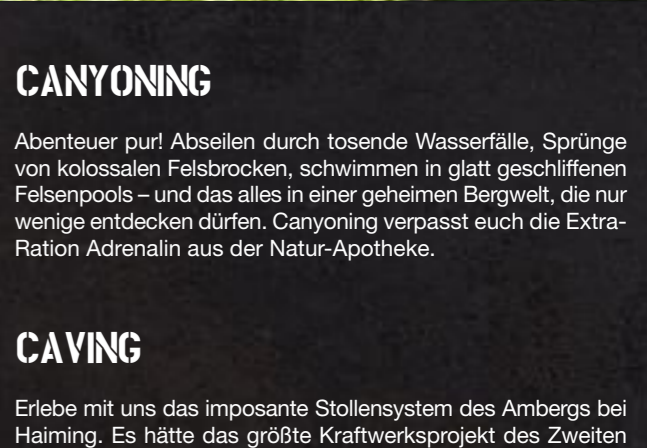 CANYONING
Abenteuer pur! Abseilen durch tosende Wasserfälle, Sprünge
von kolossalen Felsbrocken, schwimmen in glatt geschliffenen
Felsenpools – und das alles in einer geheimen Bergwelt, die nur
wenige entdecken dürfen. Canyoning verpasst euch die Extra-
Ration Adrenalin aus der Natur-Apotheke.
CAVING
Erlebe mit uns das imposante Stollensystem des Ambergs bei
Haiming. Es hätte das größte Kraftwerksprojekt des Zweiten